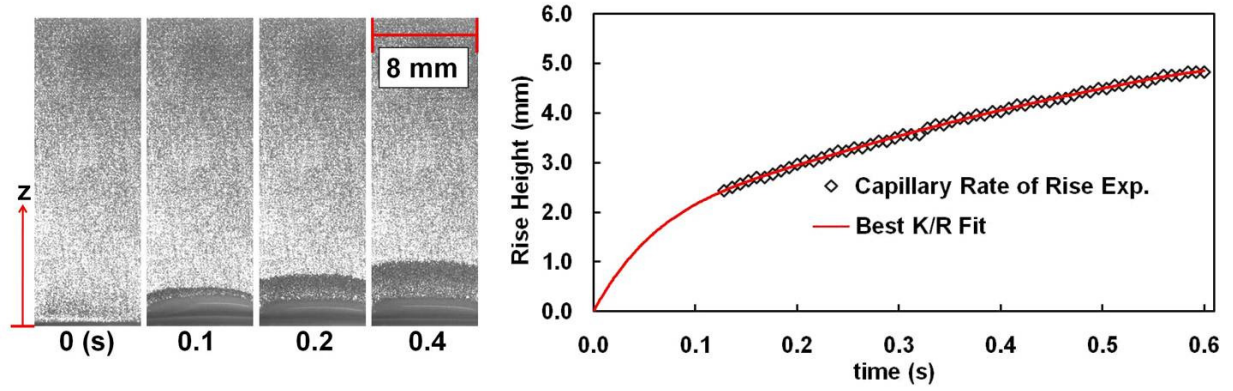 8 mm
z
0 (s) 0.1 0.2 0.4
Rise Height (mm)
6.0
5.0
4.0
3.0
2.0
1.0
0.0
Capillary Rate of Rise Exp.
Best K/R Fit
0.0 0.1 0.2 0.3 0.4 0.5 0.6
time (s)